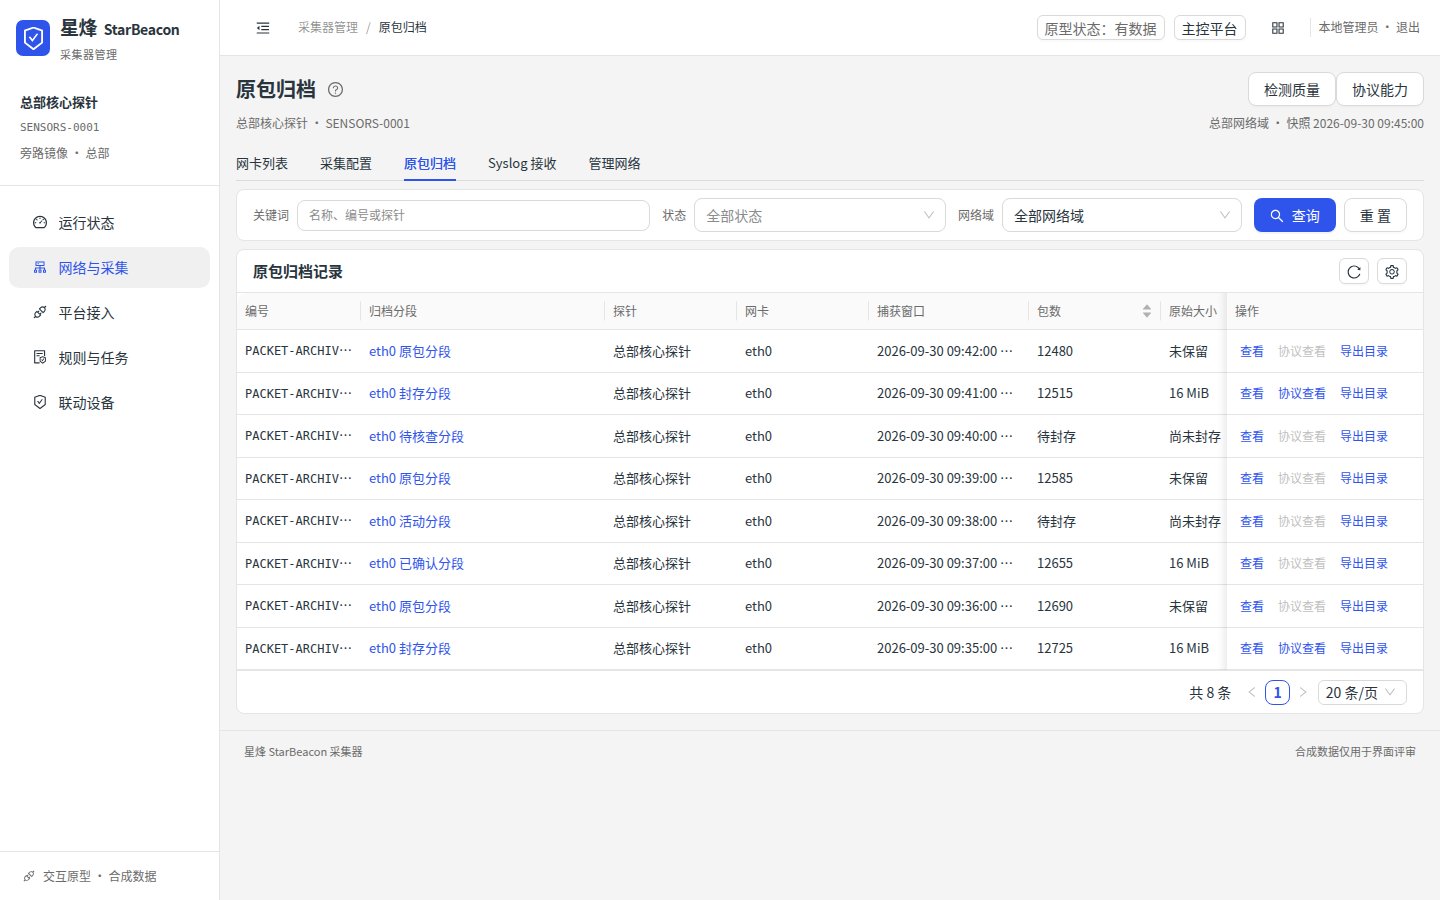 星烽 StarBeacon
采集器管理
总部核心探针
SENSORS-0001
旁路镜像 · 总部
运行状态
网络与采集
平台接入
规则与任务
联动设备
交互原型 · 合成数据
采集器管理 / 原包归档
原型状态：有数据
主控平台
本地管理员 · 退出
原包归档
检测质量
协议能力
总部核心探针 · SENSORS-0001
总部网络域 · 快照 2026-09-30 09:45:00
网卡列表 采集配置 原包归档 Syslog 接收 管理网络
关键词 名称、编号或探针 状态 全部状态 网络域 全部网络域 查询 重 置
原包归档记录
编号 归档分段 探针 网卡 捕获窗口 包数 原始大小 操作
PACKET-ARCHIV··· eth0 原包分段 总部核心探针 eth0 2026-09-30 09:42:00 ··· 12480 未保留 查看 协议查看 导出目录
PACKET-ARCHIV··· eth0 封存分段 总部核心探针 eth0 2026-09-30 09:41:00 ··· 12515 16 MiB 查看 协议查看 导出目录
PACKET-ARCHIV··· eth0 待核查分段 总部核心探针 eth0 2026-09-30 09:40:00 ··· 待封存 尚未封存 查看 协议查看 导出目录
PACKET-ARCHIV··· eth0 原包分段 总部核心探针 eth0 2026-09-30 09:39:00 ··· 12585 未保留 查看 协议查看 导出目录
PACKET-ARCHIV··· eth0 活动分段 总部核心探针 eth0 2026-09-30 09:38:00 ··· 待封存 尚未封存 查看 协议查看 导出目录
PACKET-ARCHIV··· eth0 已确认分段 总部核心探针 eth0 2026-09-30 09:37:00 ··· 12655 16 MiB 查看 协议查看 导出目录
PACKET-ARCHIV··· eth0 原包分段 总部核心探针 eth0 2026-09-30 09:36:00 ··· 12690 未保留 查看 协议查看 导出目录
PACKET-ARCHIV··· eth0 封存分段 总部核心探针 eth0 2026-09-30 09:35:00 ··· 12725 16 MiB 查看 协议查看 导出目录
共 8 条 1 20 条/页
星烽 StarBeacon 采集器
合成数据仅用于界面评审